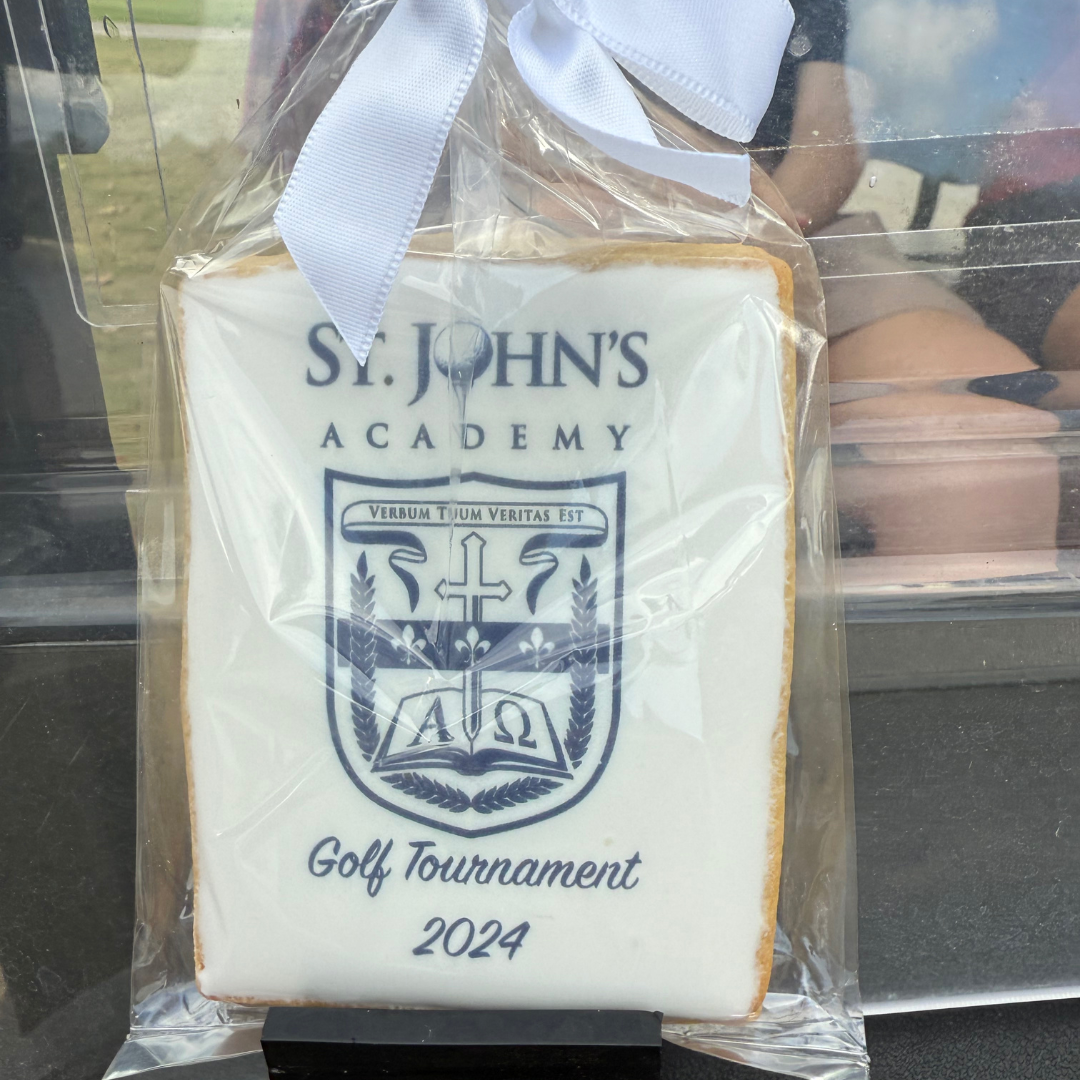 ST. JOHN'S
ACADEMY
VERBUM TUUM VERITAS EST
Α Ω
Golf Tournament
2024